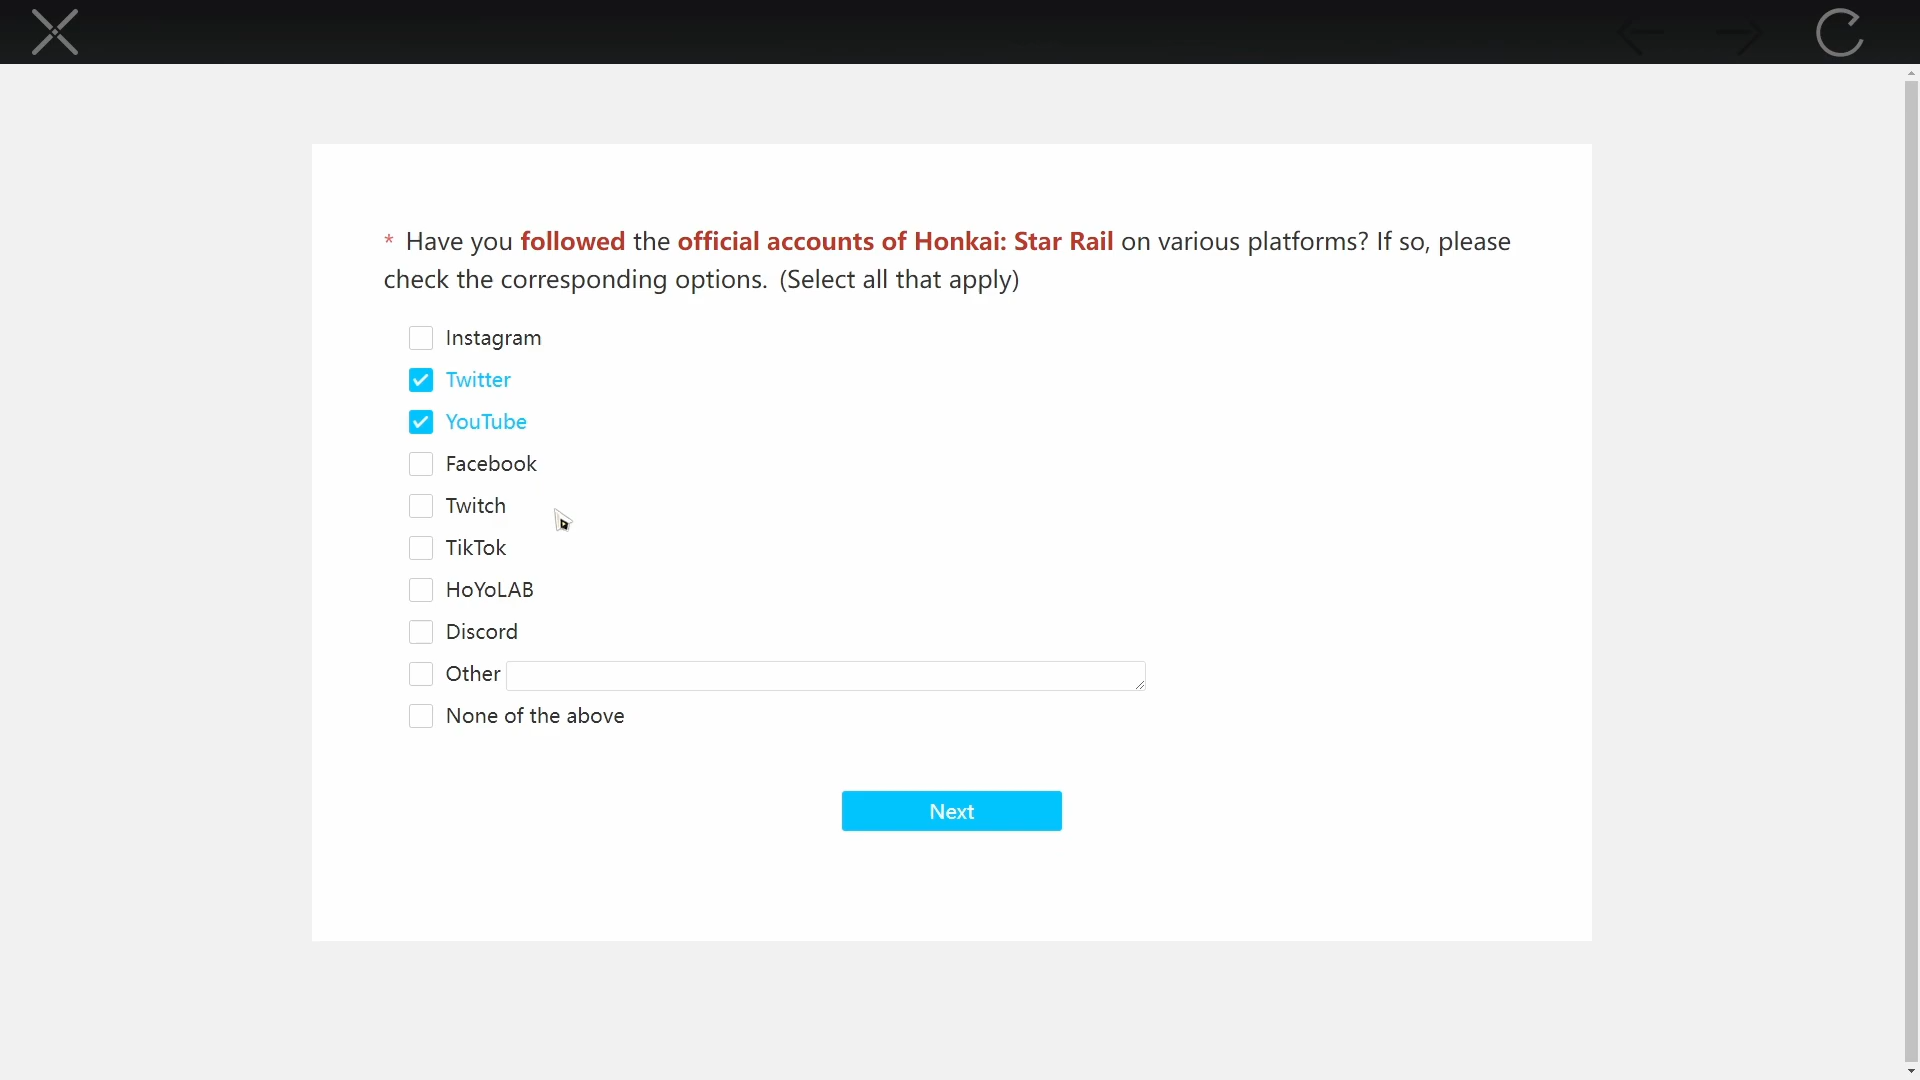 * Have you followed the official accounts of Honkai: Star Rail on various platforms? If so, please
check the corresponding options. (Select all that apply)
Instagram
Twitter
YouTube
Facebook
Twitch
TikTok
HoYoLAB
Discord
Other
None of the above
Next